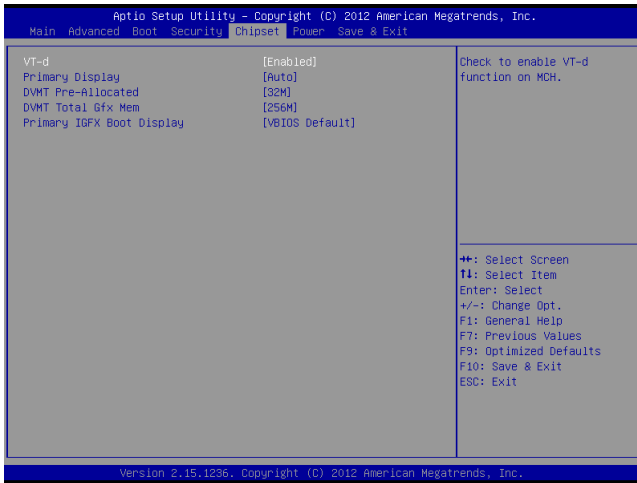 Aptio Setup Utility – Copyright (C) 2012 American Megatrends, Inc.
Main Advanced Boot Security Chipset Power Save & Exit
VT-d [Enabled]
Primary Display [Auto]
DVMT Pre-Allocated [32M]
DVMT Total Gfx Mem [256M]
Primary IGFX Boot Display [VBIOS Default]
Check to enable VT-d
function on MCH.
→←: Select Screen
↑↓: Select Item
Enter: Select
+/-: Change Opt.
F1: General Help
F7: Previous Values
F9: Optimized Defaults
F10: Save & Exit
ESC: Exit
Version 2.15.1236. Copyright (C) 2012 American Megatrends, Inc.